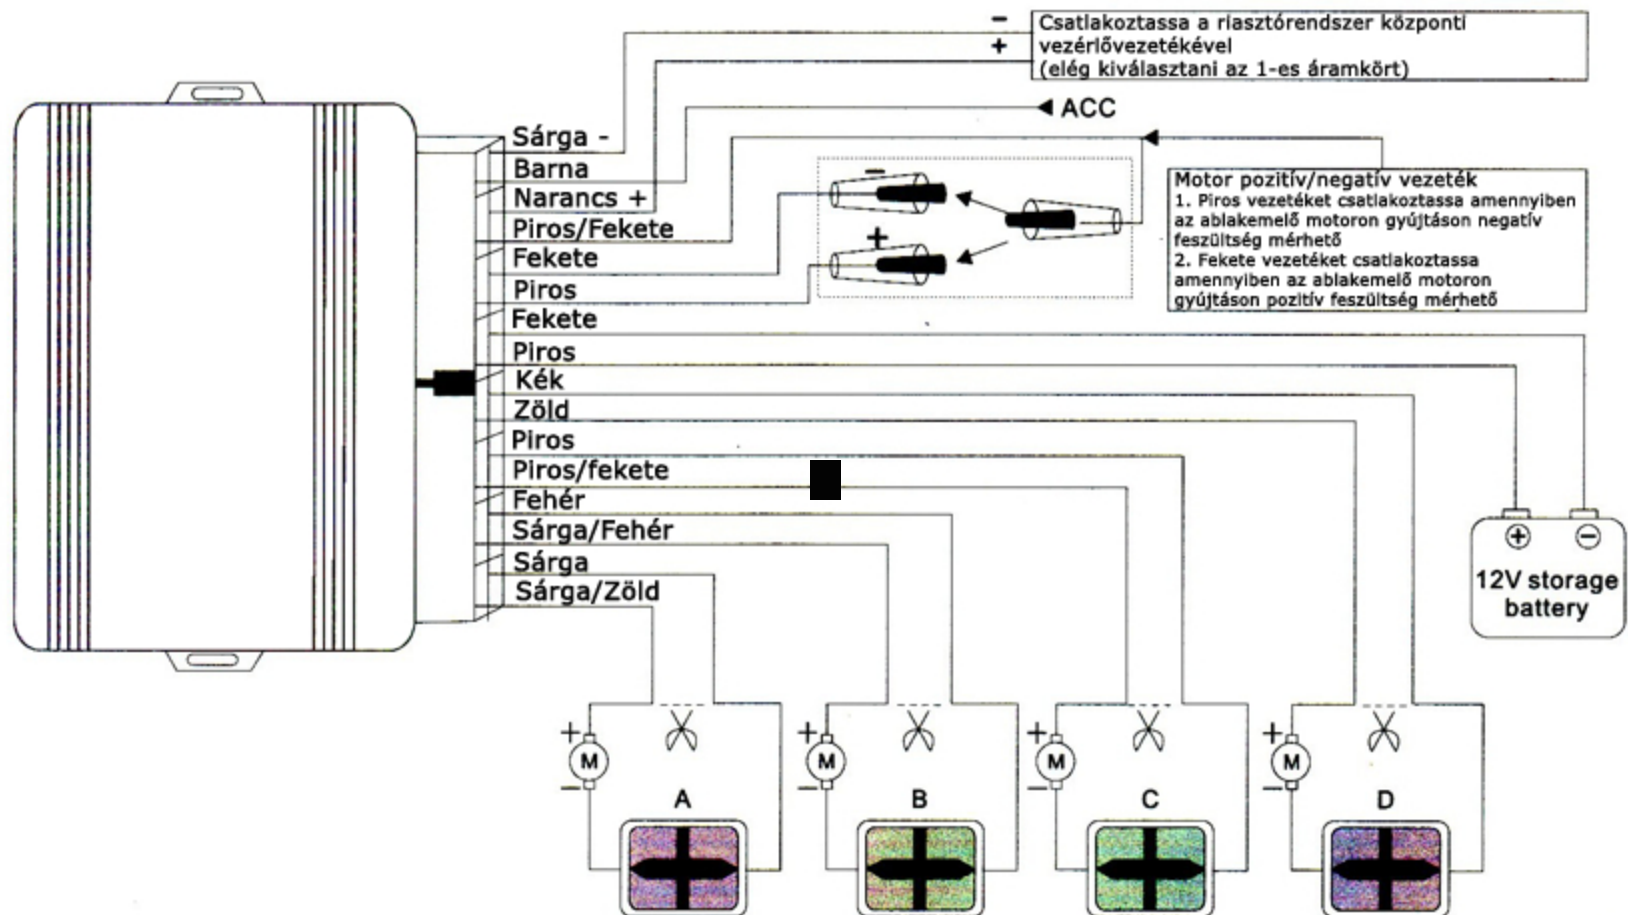 − Csatlakoztassa a riasztórendszer központi
+ vezérlővezetékével
(elég kiválasztani az 1-es áramkört)
ACC
Sárga -
Barna
Narancs +
Piros/Fekete
Fekete
Piros
Fekete
Piros
Kék
Zöld
Piros
Piros/fekete
Fehér
Sárga/Fehér
Sárga
Sárga/Zöld
−
+
Motor pozitív/negatív vezeték
1. Piros vezetéket csatlakoztassa amennyiben
az ablakemelő motoron gyújtáson negatív
feszültség mérhető
2. Fekete vezetéket csatlakoztassa
amennyiben az ablakemelő motoron
gyújtáson pozitív feszültség mérhető
+ −
12V storage
battery
+ + + +
M M M M
− − − −
A B C D